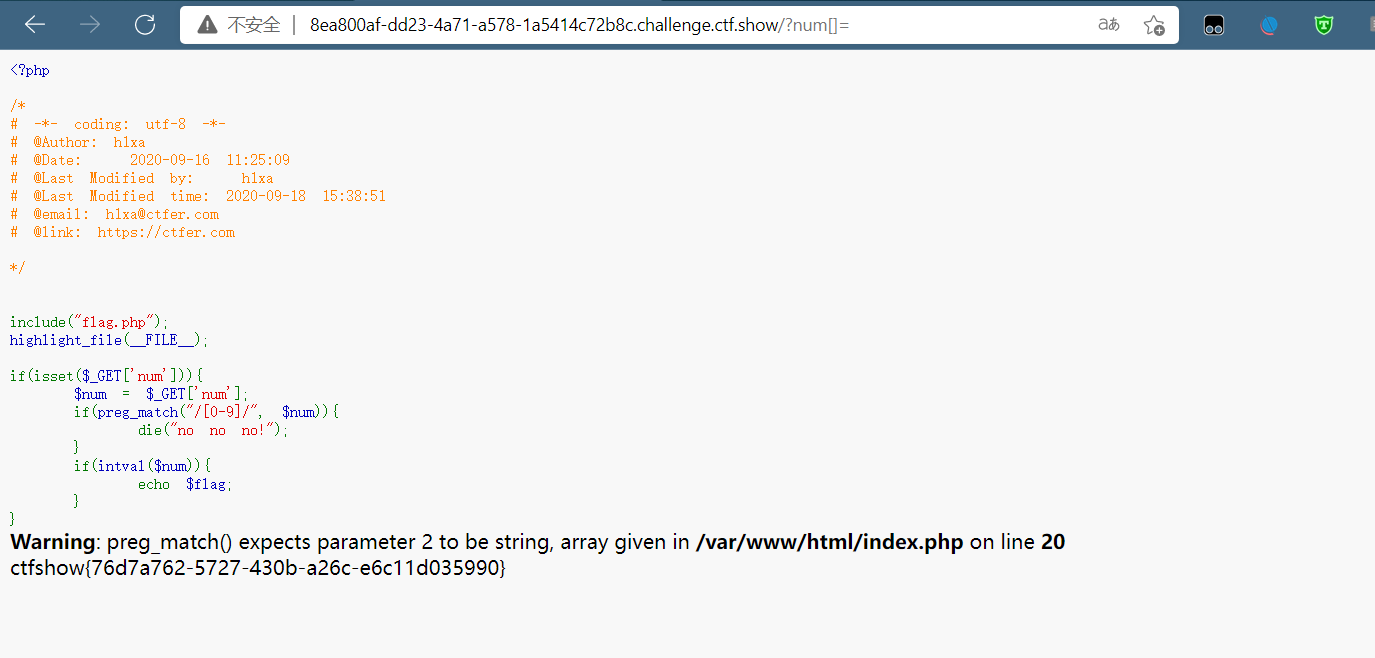 不安全 | 8ea800af-dd23-4a71-a578-1a5414c72b8c.challenge.ctf.show/?num[]= aあ
<?php
/*
# -*- coding: utf-8 -*-
# @Author: h1xa
# @Date: 2020-09-16 11:25:09
# @Last Modified by: h1xa
# @Last Modified time: 2020-09-18 15:38:51
# @email: h1xa@ctfer.com
# @link: https://ctfer.com
*/
include("flag.php");
highlight_file(__FILE__);
if(isset($_GET['num'])){
$num = $_GET['num'];
if(preg_match("/[0-9]/", $num)){
die("no no no!");
}
if(intval($num)){
echo $flag;
}
}
Warning: preg_match() expects parameter 2 to be string, array given in /var/www/html/index.php on line 20
ctfshow{76d7a762-5727-430b-a26c-e6c11d035990}